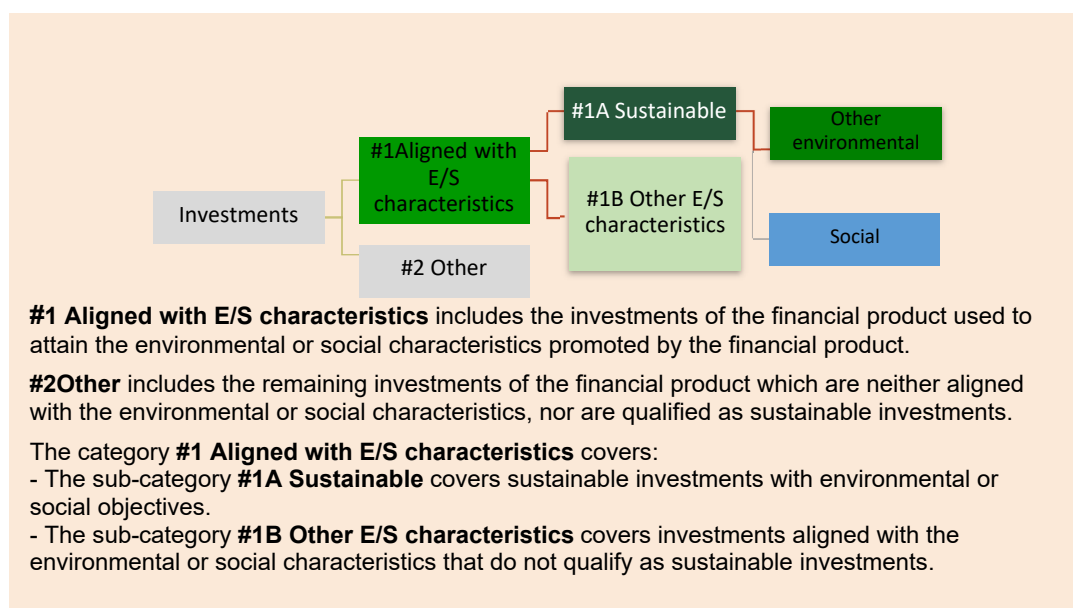 #1A Sustainable
Other
environmental
#1Aligned with
E/S
characteristics
#1B Other E/S
characteristics
Investments
Social
#2 Other
#1 Aligned with E/S characteristics includes the investments of the financial product used to
attain the environmental or social characteristics promoted by the financial product.
#2Other includes the remaining investments of the financial product which are neither aligned
with the environmental or social characteristics, nor are qualified as sustainable investments.
The category #1 Aligned with E/S characteristics covers:
- The sub-category #1A Sustainable covers sustainable investments with environmental or
social objectives.
- The sub-category #1B Other E/S characteristics covers investments aligned with the
environmental or social characteristics that do not qualify as sustainable investments.